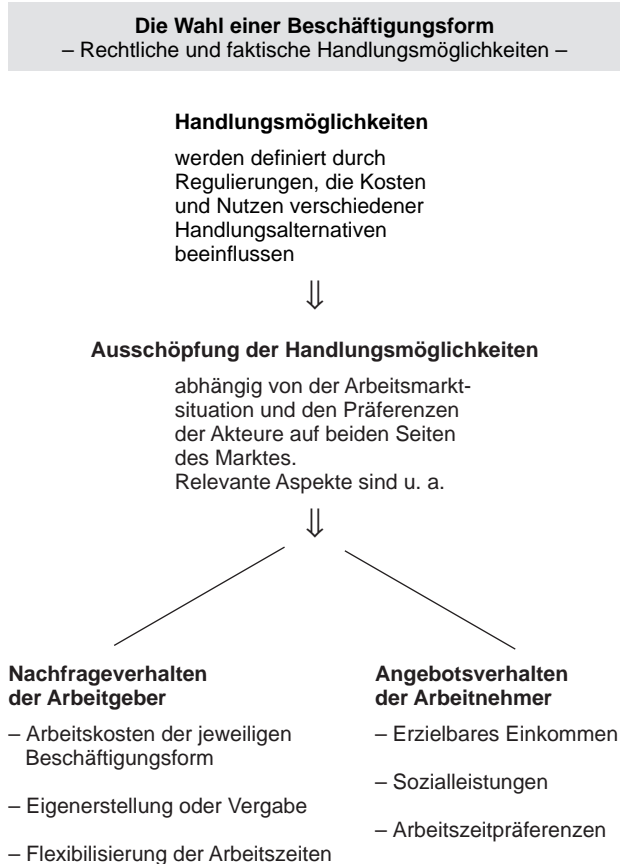 Die Wahl einer Beschäftigungsform
– Rechtliche und faktische Handlungsmöglichkeiten –
Handlungsmöglichkeiten
werden definiert durch
Regulierungen, die Kosten
und Nutzen verschiedener
Handlungsalternativen
beeinflussen
⇓
Ausschöpfung der Handlungsmöglichkeiten
abhängig von der Arbeitsmarkt-
situation und den Präferenzen
der Akteure auf beiden Seiten
des Marktes.
Relevante Aspekte sind u. a.
⇓
Nachfrageverhalten
der Arbeitgeber
– Arbeitskosten der jeweiligen
Beschäftigungsform
– Eigenerstellung oder Vergabe
– Flexibilisierung der Arbeitszeiten
Angebotsverhalten
der Arbeitnehmer
– Erzielbares Einkommen
– Sozialleistungen
– Arbeitszeitpräferenzen